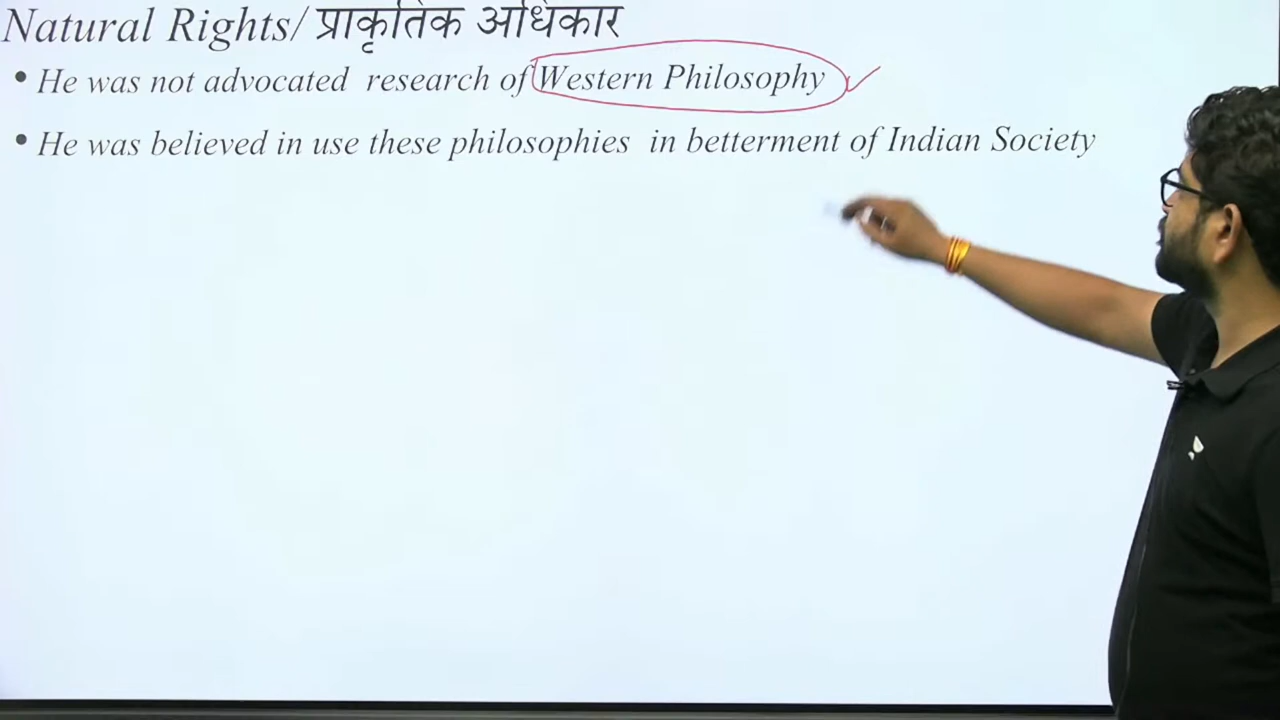 Natural Rights/ प्राकृतिक अधिकार
• He was not advocated research of Western Philosophy
• He was believed in use these philosophies in betterment of Indian Society